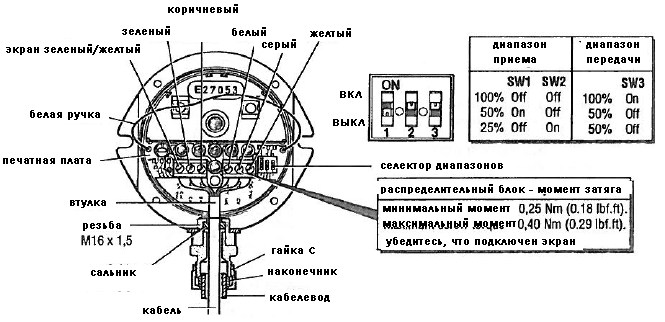 коричневый
зеленый
белый
желтый
экран зеленый/желтый
серый
E27053
белая ручка
печатная плата
втулка
резьба
M16 x 1,5
сальник
кабель
гайка С
наконечник
кабелевод
селектор диапазонов
ВКЛ
ВЫКЛ
ON
1 2 3
диапазон приема
диапазон передачи
SW1 SW2
SW3
100% Off Off
100% On
50% On Off
50% Off
25% Off On
50% Off
распределительный блок - момент затяга
минимальный момент 0,25 Nm (0.18 lbf.ft).
максимальный момент 0,40 Nm (0.29 lbf.ft).
убедитесь, что подключен экран